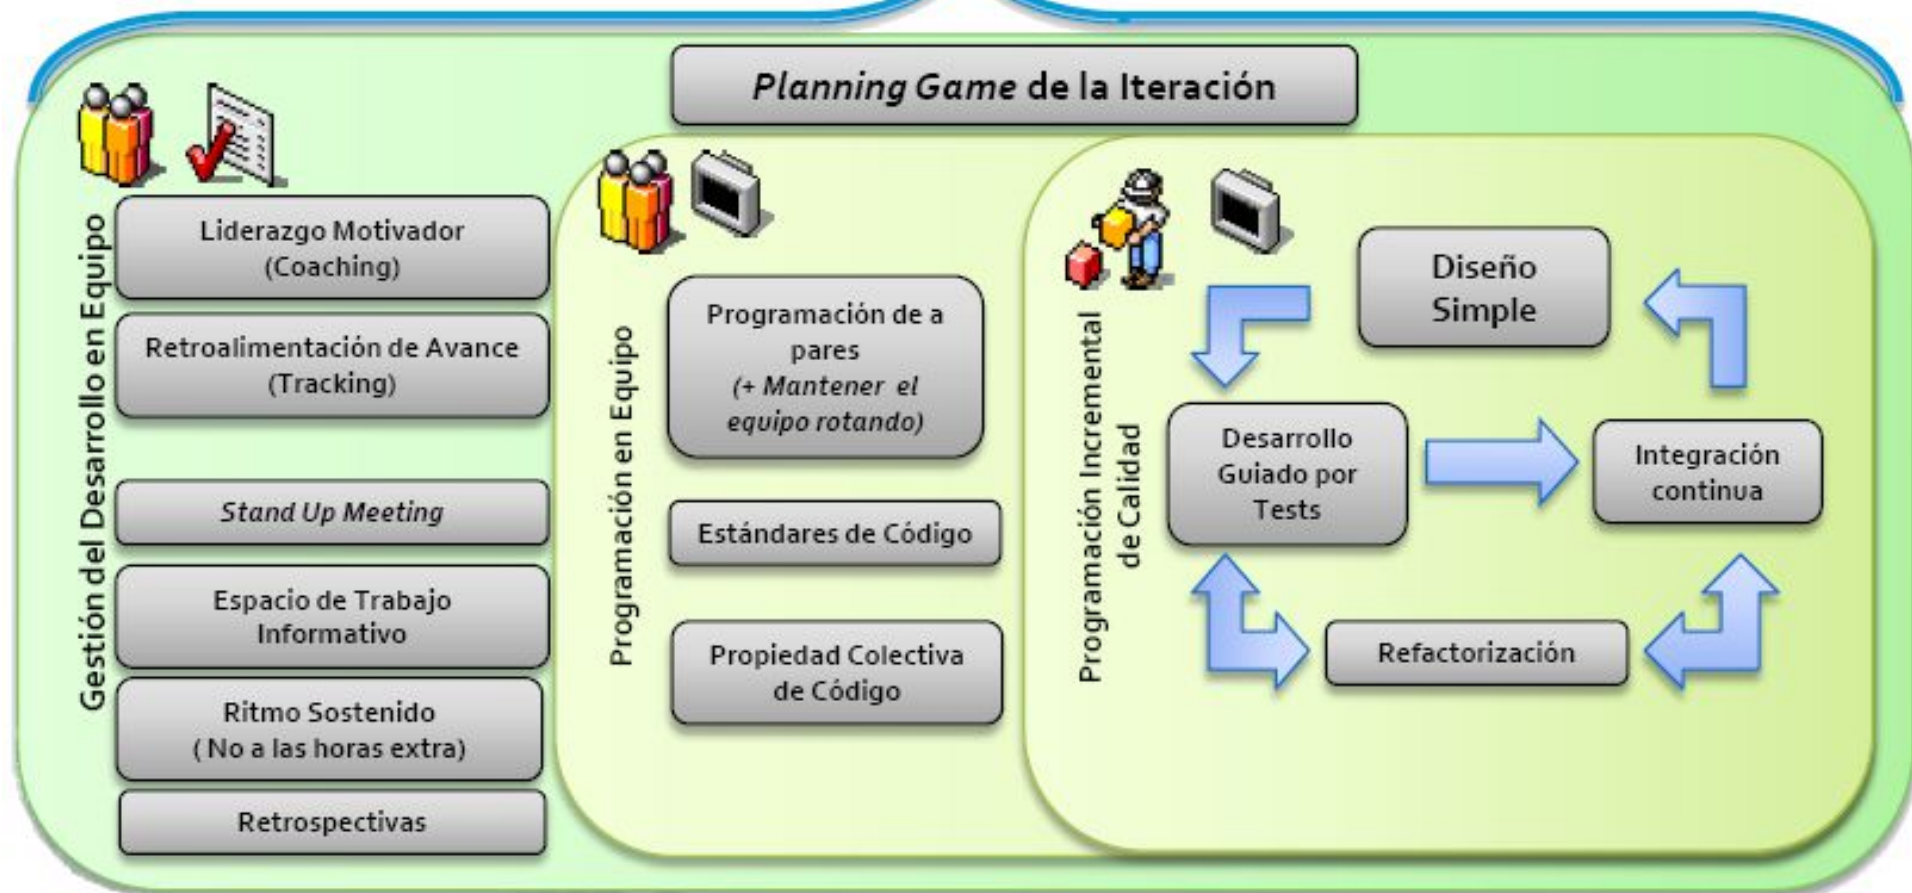 Planning Game de la Iteración
Gestión del Desarrollo en Equipo
Liderazgo Motivador
(Coaching)
Retroalimentación de Avance
(Tracking)
Stand Up Meeting
Espacio de Trabajo
Informativo
Ritmo Sostenido
( No a las horas extra)
Retrospectivas
Programación en Equipo
Programación de a
pares
(+ Mantener el
equipo rotando)
Estándares de Código
Propiedad Colectiva
de Código
Programación Incremental
de Calidad
Diseño
Simple
Desarrollo
Guiado por
Tests
Integración
continua
Refactorización